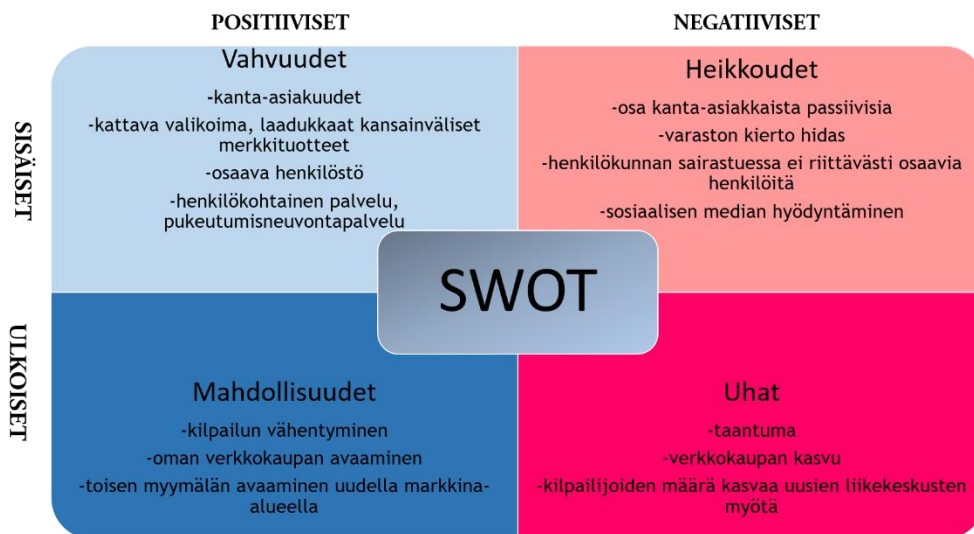 POSITIIVISET
NEGATIIVISET
SISÄISET
Vahvuudet
-kanta-asiakuudet
-kattava valikoima, laadukkaat kansainväliset
merkkituotteet
-osaava henkilöstö
-henkilökohtainen palvelu,
pukeutumisneuvontapalvelu
Heikkoudet
-osa kanta-asiakkaista passiivisia
-varaston kierto hidas
-henkilökunnan sairastuessa ei riittävästi osaavia
henkilöitä
-sosiaalisen median hyödyntäminen
SWOT
ULKOISET
Mahdollisuudet
-kilpailun vähentyminen
-oman verkkokaupan avaaminen
-toisen myymälän avaaminen uudella markkina-
alueella
Uhat
-taantuma
-verkkokaupan kasvu
-kilpailijoiden määrä kasvaa uusien liikekeskusten
myötä